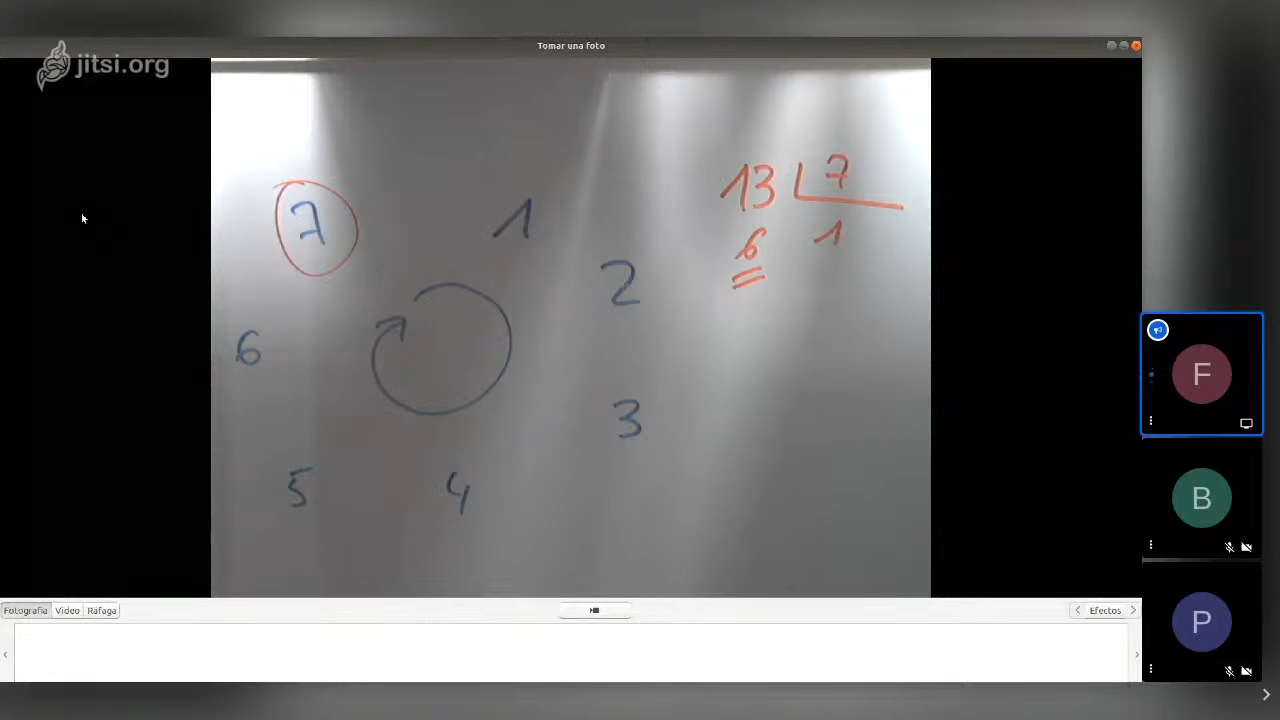 jitsi.org
Tomar una foto
13 7
6 1
7 1
2
6
3
5 4
F
B
P
Fotografía Vídeo Ráfaga
Efectos